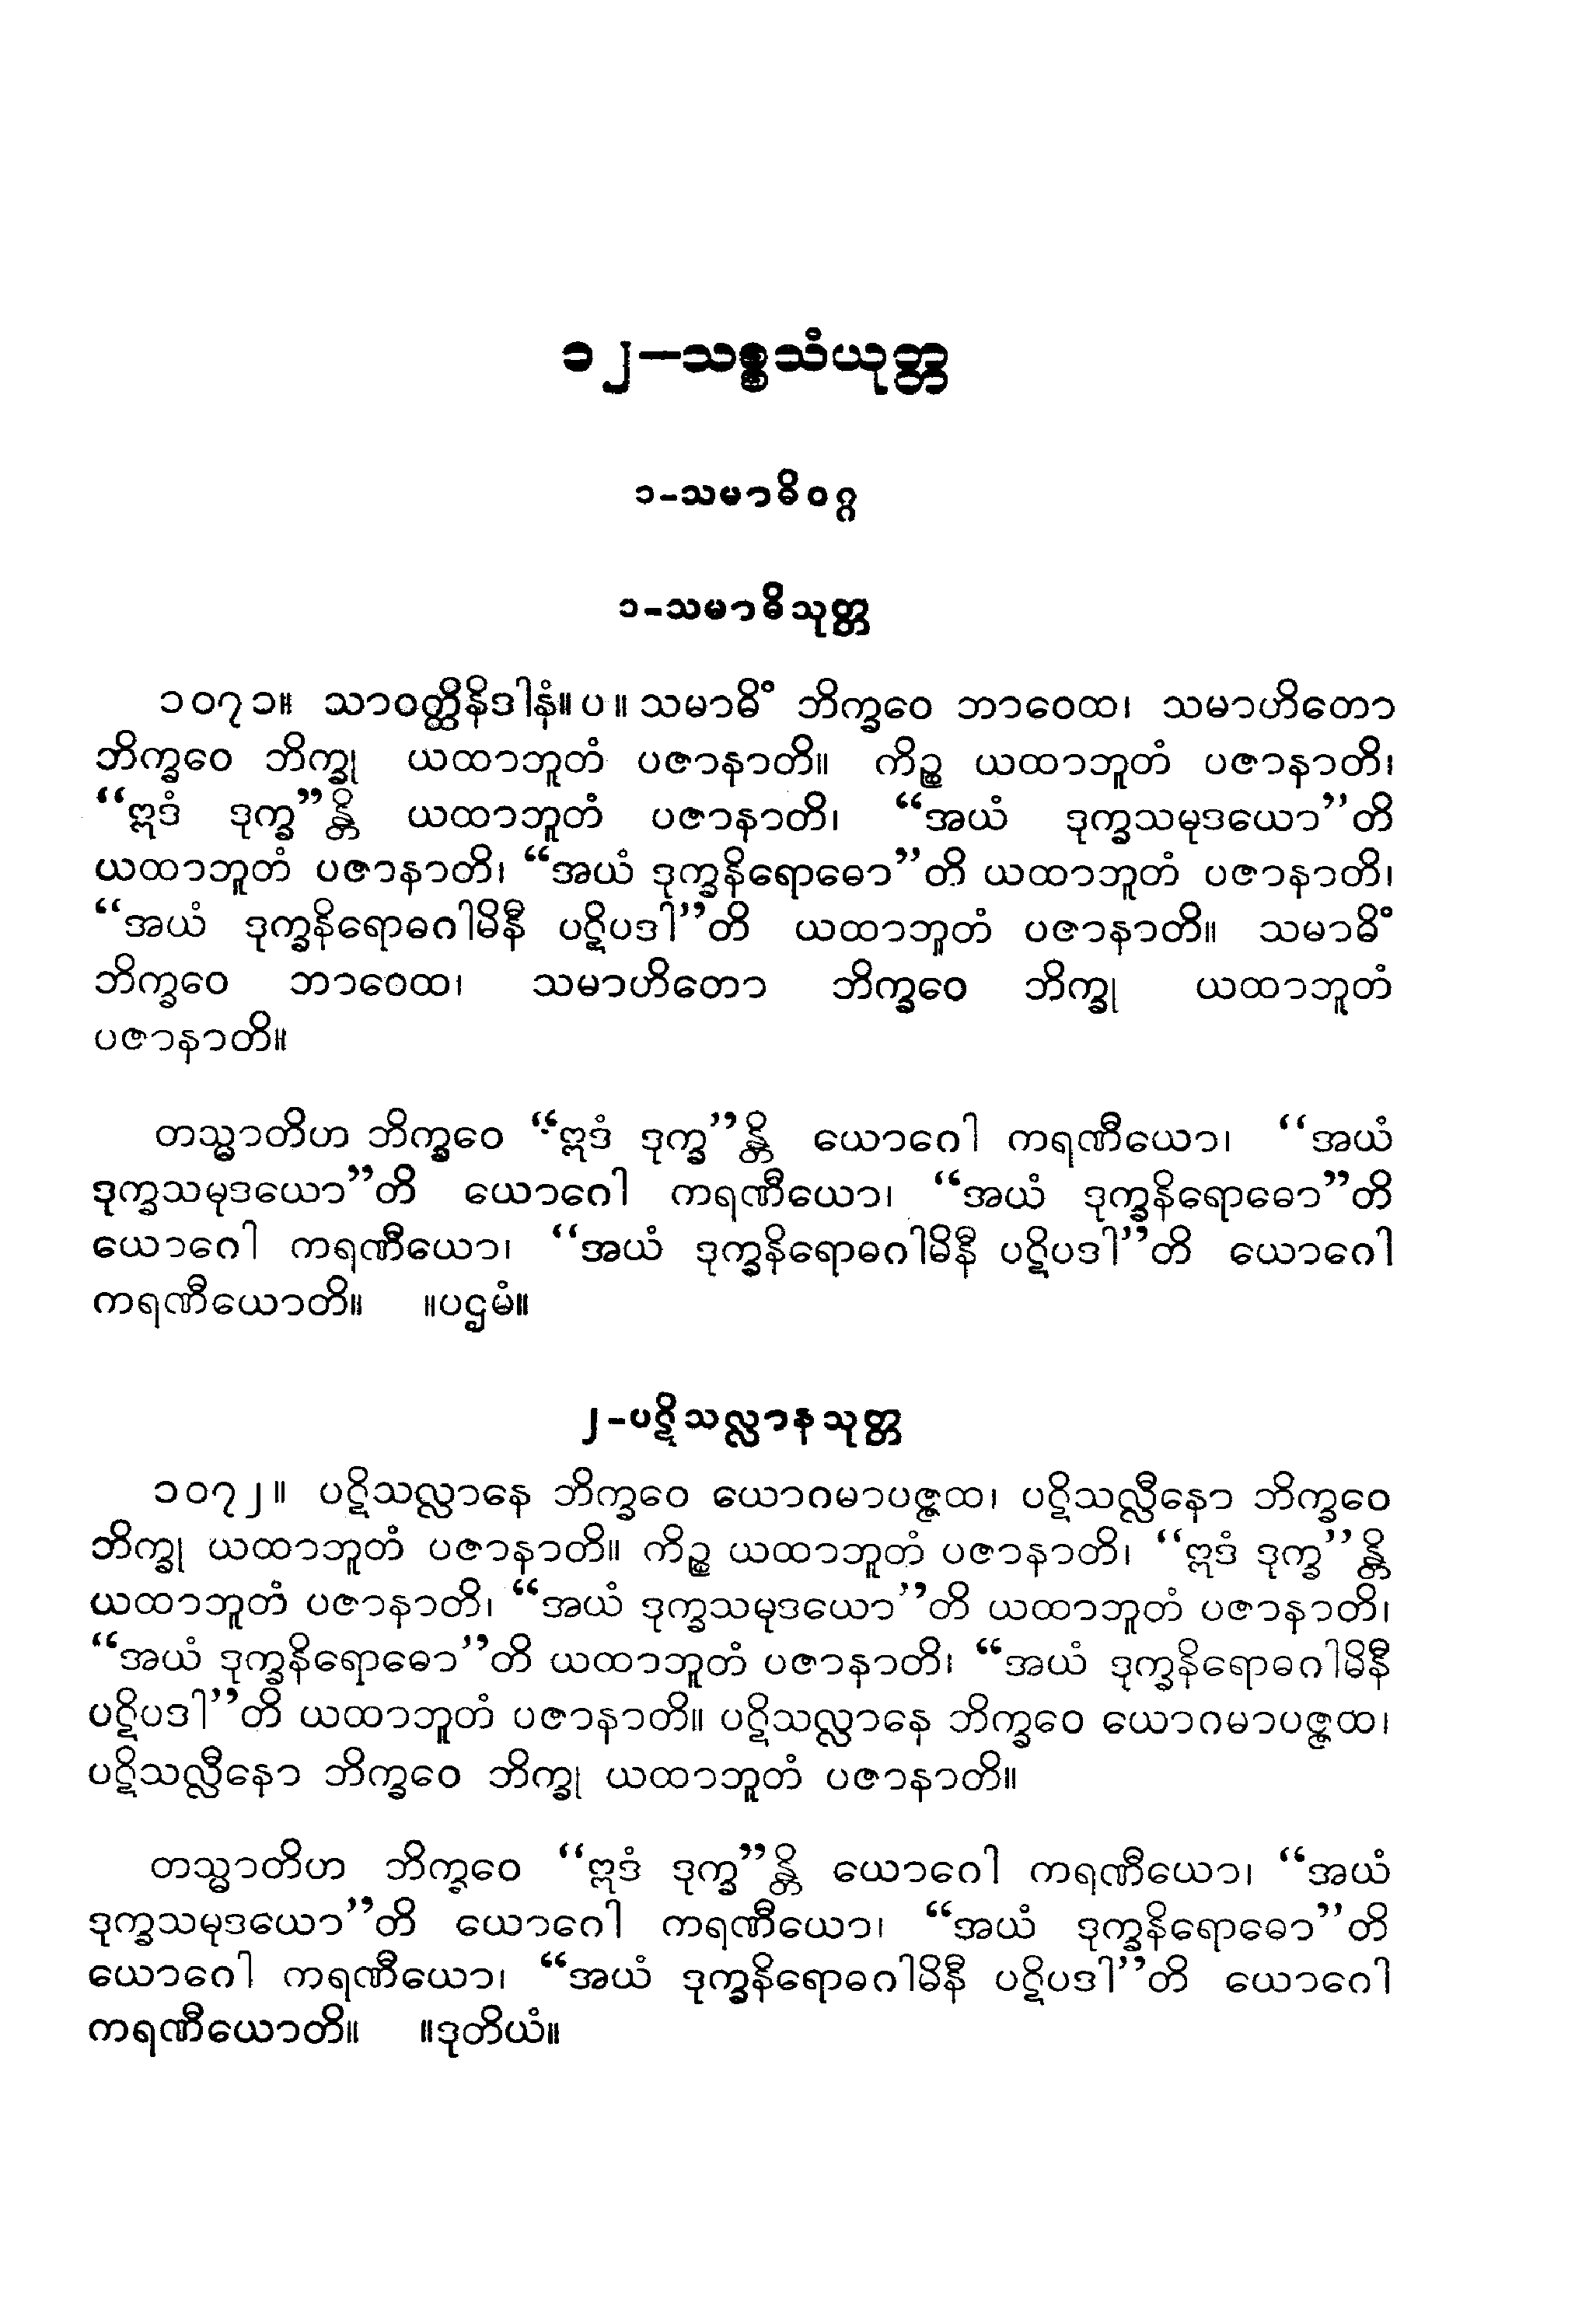 ၁၂—သစ္စသံယုတ္တ
၁-သမာဓိဝဂ္ဂ
၁-သမာဓိသုတ္တ
၁၀၇၁။ သာဝတ္ထိနိဒါနံ။ ပ ။ သမာဓိံ ဘိက္ခဝေ ဘာဝေထ၊ သမာဟိတော
ဘိက္ခဝေ ဘိက္ခု ယထာဘူတံ ပဇာနာတိ။ ကိဉ္စ ယထာဘူတံ ပဇာနာတိ၊
“ဣဒံ ဒုက္ခ”န္တိ ယထာဘူတံ ပဇာနာတိ၊ “အယံ ဒုက္ခသမုဒယော”တိ
ယထာဘူတံ ပဇာနာတိ၊ “အယံ ဒုက္ခနိရောဓော”တိ ယထာဘူတံ ပဇာနာတိ၊
“အယံ ဒုက္ခနိရောဓဂါမိနီ ပဋိပဒါ”တိ ယထာဘူတံ ပဇာနာတိ။ သမာဓိံ
ဘိက္ခဝေ ဘာဝေထ၊ သမာဟိတော ဘိက္ခဝေ ဘိက္ခု ယထာဘူတံ
ပဇာနာတိ။
တသ္မာတိဟ ဘိက္ခဝေ “ဣဒံ ဒုက္ခ”န္တိ ယောဂေါ ကရဏီယော၊ “အယံ
ဒုက္ခသမုဒယော”တိ ယောဂေါ ကရဏီယော၊ “အယံ ဒုက္ခနိရောဓော”တိ
ယောဂေါ ကရဏီယော၊ “အယံ ဒုက္ခနိရောဓဂါမိနီ ပဋိပဒါ”တိ ယောဂေါ
ကရဏီယောတိ။ ။ပဌမံ။
၂-ပဋိသလ္လာနသုတ္တ
၁၀၇၂။ ပဋိသလ္လာနေ ဘိက္ခဝေ ယောဂမာပဇ္ဇထ၊ ပဋိသလ္လီနော ဘိက္ခဝေ
ဘိက္ခု ယထာဘူတံ ပဇာနာတိ။ ကိဉ္စ ယထာဘူတံ ပဇာနာတိ၊ “ဣဒံ ဒုက္ခ”န္တိ
ယထာဘူတံ ပဇာနာတိ၊ “အယံ ဒုက္ခသမုဒယော”တိ ယထာဘူတံ ပဇာနာတိ၊
“အယံ ဒုက္ခနိရောဓော”တိ ယထာဘူတံ ပဇာနာတိ၊ “အယံ ဒုက္ခနိရောဓဂါမိနီ
ပဋိပဒါ”တိ ယထာဘူတံ ပဇာနာတိ။ ပဋိသလ္လာနေ ဘိက္ခဝေ ယောဂမာပဇ္ဇထ၊
ပဋိသလ္လီနော ဘိက္ခဝေ ဘိက္ခု ယထာဘူတံ ပဇာနာတိ။
တသ္မာတိဟ ဘိက္ခဝေ “ဣဒံ ဒုက္ခ”န္တိ ယောဂေါ ကရဏီယော၊ “အယံ
ဒုက္ခသမုဒယော”တိ ယောဂေါ ကရဏီယော၊ “အယံ ဒုက္ခနိရောဓော”တိ
ယောဂေါ ကရဏီယော၊ “အယံ ဒုက္ခနိရောဓဂါမိနီ ပဋိပဒါ”တိ ယောဂေါ
ကရဏီယောတိ။ ။ဒုတိယံ။